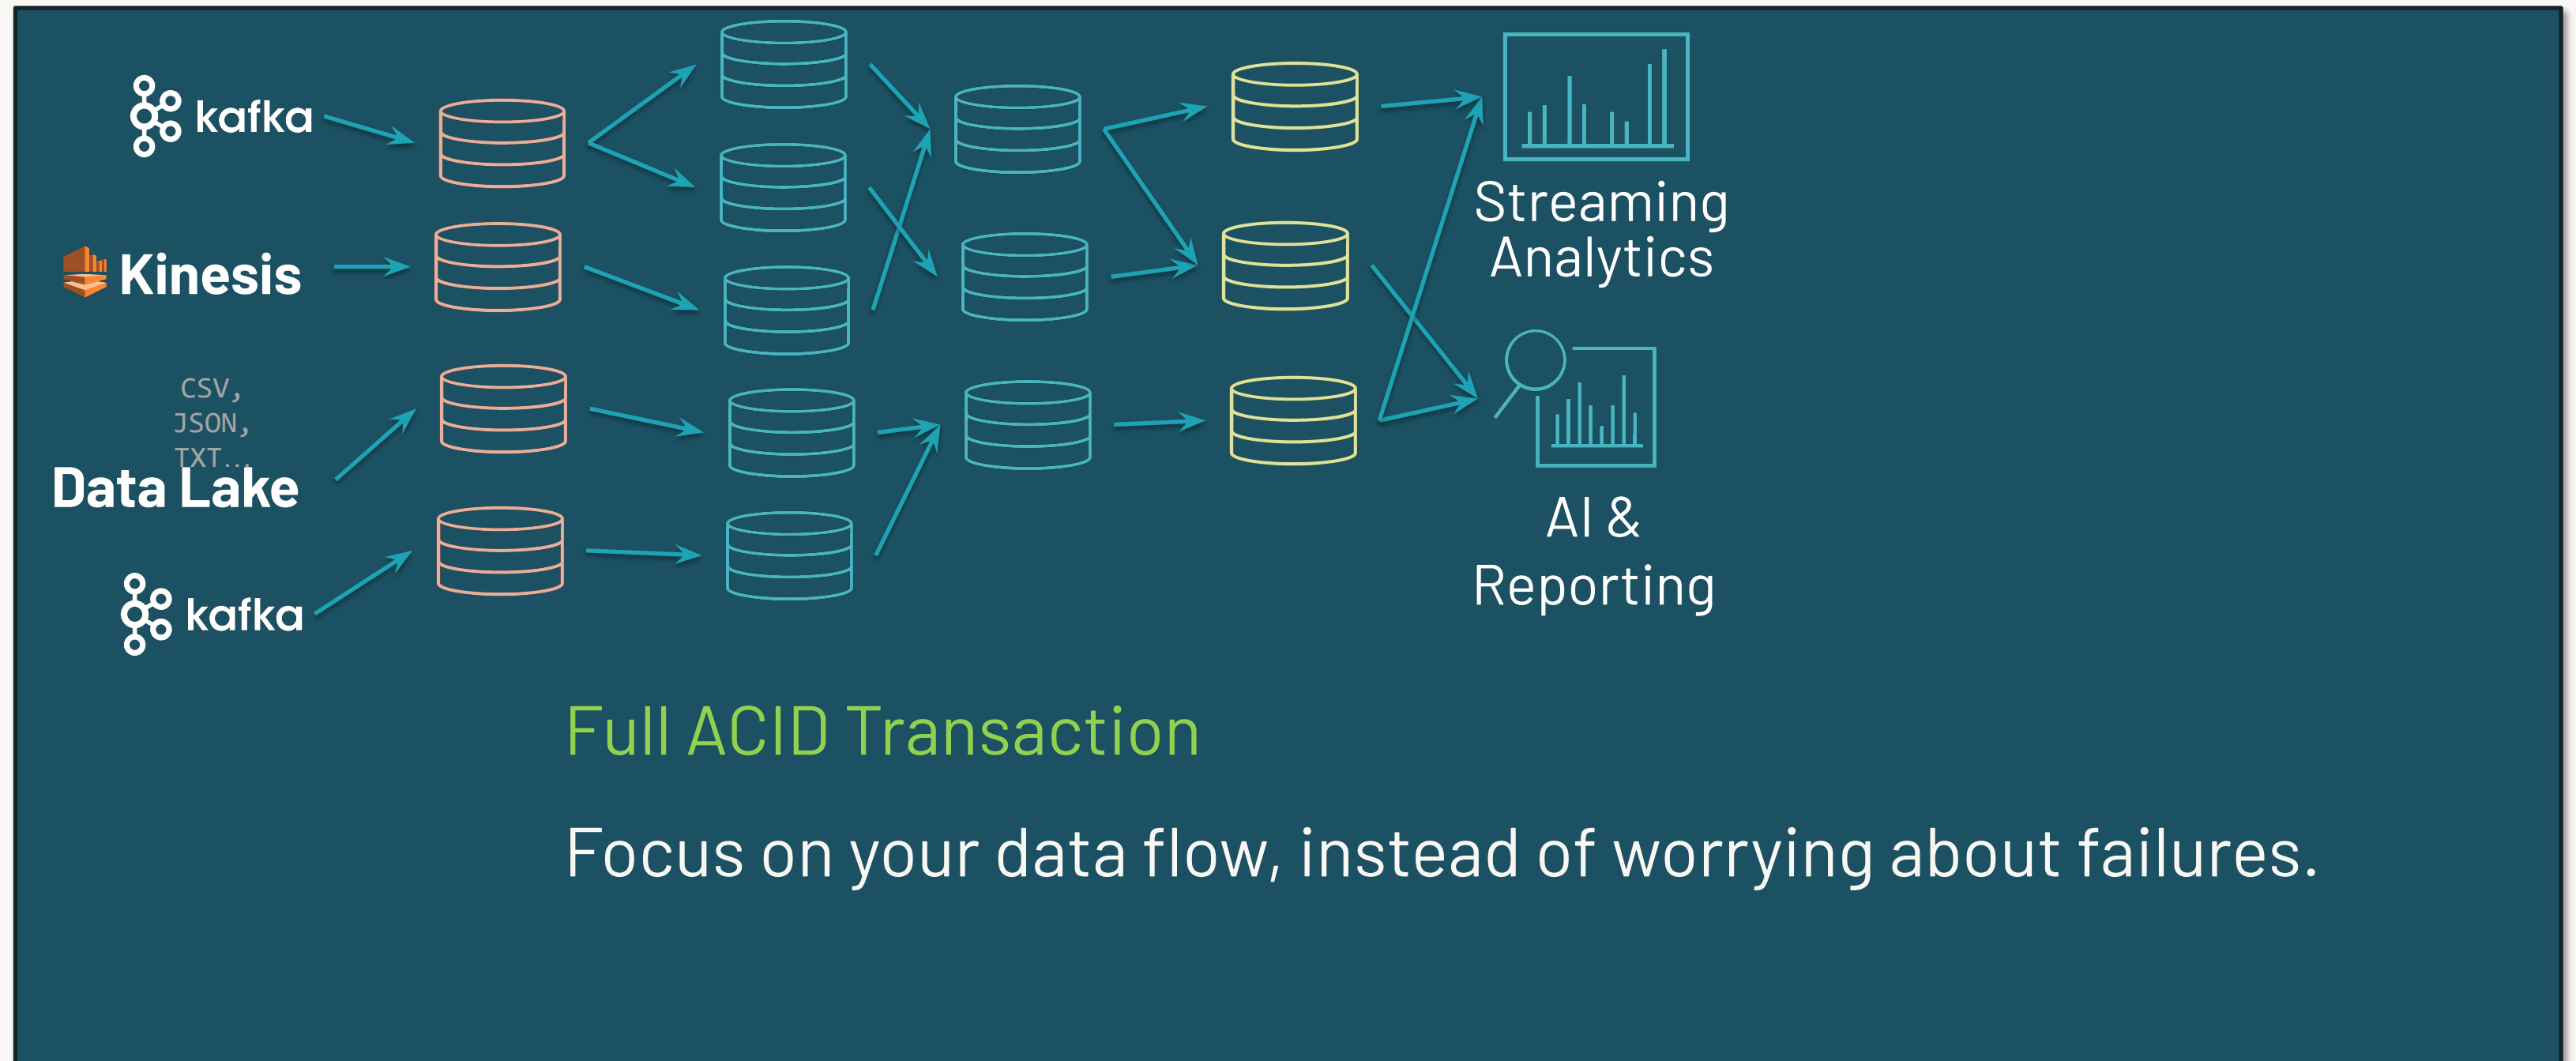 kafka
Kinesis
CSV,
JSON,
TXT...
Data Lake
kafka
Streaming
Analytics
AI &
Reporting
Full ACID Transaction
Focus on your data flow, instead of worrying about failures.